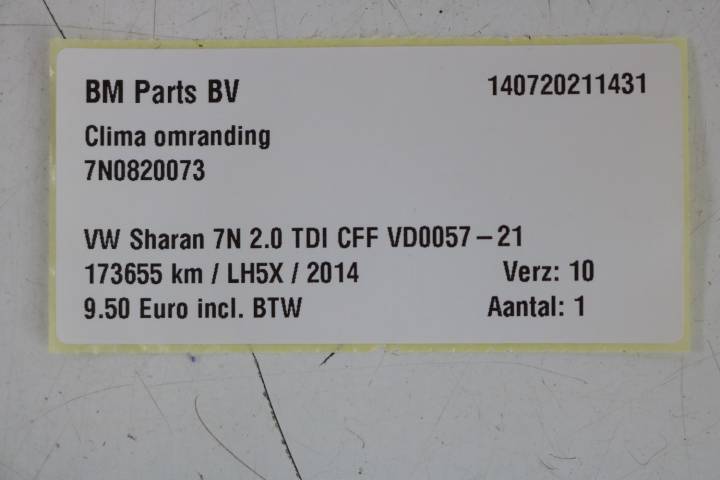 BM Parts BV 140720211431
Clima omranding
7N0820073
VW Sharan 7N 2.0 TDI CFF VD0057-21
173655 km / LH5X / 2014 Verz: 10
9.50 Euro incl. BTW Aantal: 1